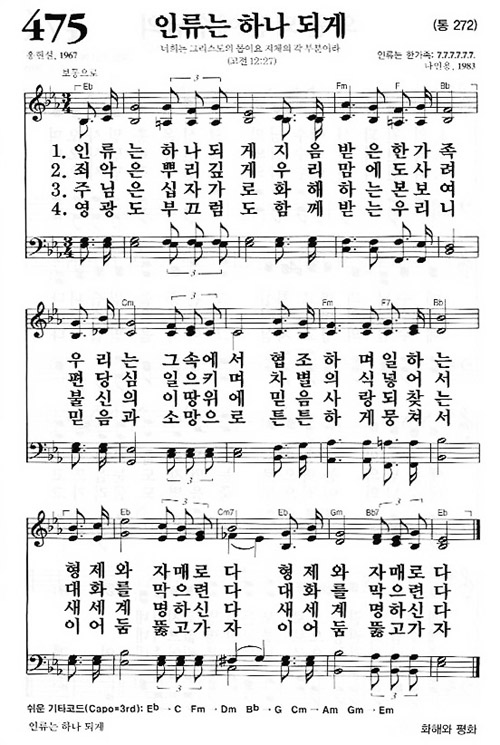 475 인류는 하나 되게 (통 272)
너희는 그리스도의 몸이요 지체의 각 부분이라
홍현설, 1967 (고전 12:27) 인류는 한가족: 7.7.7.7.7.7.
보통으로 나인용, 1983
Eb 3 Fm F Bb
1. 인 류 는 하 나 되 게 지 음 받 은 한 가 족
2. 죄 악 은 뿌 리 깊 게 우 리 맘 에 도 사 려
3. 주 님 은 십 자 가 로 화 해 하 는 본 보 여
4. 영 광 도 부 끄 럼 도 함 께 받 는 우 리 니
3
Cm 3 Fm F7 Bb
우 리 는 그 속 에 서 협 조 하 며 일 하 는
편 당 심 일 으 키 며 차 별 의 식 넣 어 서
불 신 의 이 땅 위 에 믿 음 사 랑 되 찾 는
믿 음 과 소 망 으 로 튼 튼 하 게 뭉 쳐 서
3
Eb 3 Cm7 Eb Gm Bb7 3 Eb
형 제 와 자 매 로 다 형 제 와 자 매 로 다
대 화 를 막 으 련 다 대 화 를 막 으 련 다
새 세 계 명 하 신 다 새 세 계 명 하 신 다
이 어 둠 뚫 고 가 자 이 어 둠 뚫 고 가 자
3 3
쉬운 기타코드(Capo=3rd): Eb → C Fm → Dm Bb → G Cm → Am Gm → Em
인류는 하나 되게 화해와 평화